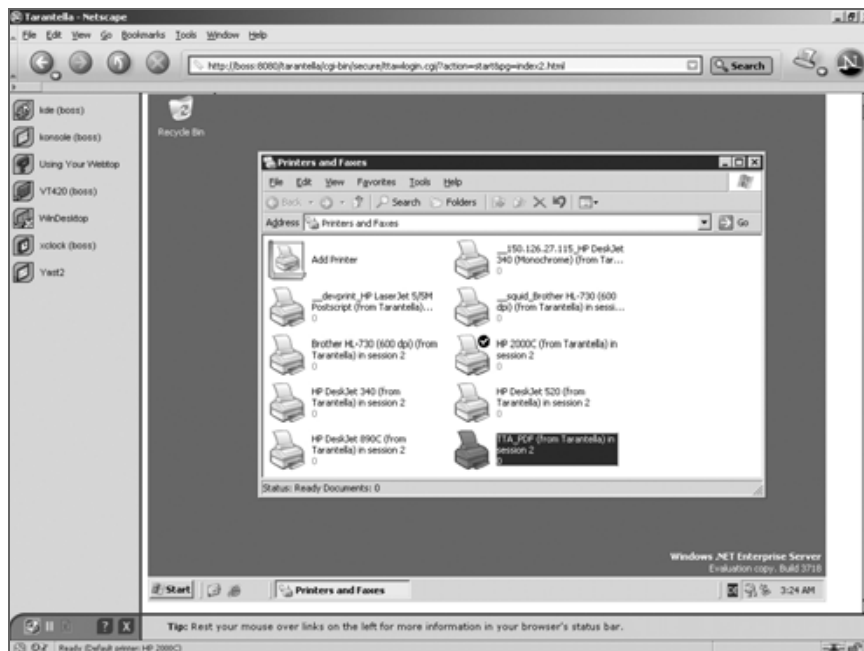 Tarantella - Netscape
File Edit View Go Bookmarks Tools Window Help
http://boss:8080/tarantella/cgi-bin/secure/ttawlogin.cgi/?action=start&pg=index2.html
Search
N
kde (boss)
konsole (boss)
Using Your Webtop
VT420 (boss)
WinDesktop
xclock (boss)
Yast2
Recycle Bin
Printers and Faxes
File Edit View Favorites Tools Help
Back Search Folders
Address Printers and Faxes Go
Add Printer
0
__150.126.27.115_HP DeskJet
340 (Monochrome) (from Tar...
0
__devprint_HP LaserJet 5/5M
Postscript (from Tarantella)...
0
__squid_Brother HL-730 (600
dpi) (from Tarantella) in sessi...
0
Brother HL-730 (600 dpi) (from
Tarantella) in session 2
0
HP 2000C (from Tarantella) in
session 2
0
HP DeskJet 340 (from
Tarantella) in session 2
0
HP DeskJet 520 (from
Tarantella) in session 2
0
HP DeskJet 890C (from
Tarantella) in session 2
0
TTA_PDF (from Tarantella) in
session 2
0
Status: Ready Documents: 0
Windows .NET Enterprise Server
Evaluation copy. Build 3718
Start Printers and Faxes 3:24 AM
? X
Tip: Rest your mouse over links on the left for more information in your browser's status bar.
Ready (Default printer: HP 2000C)